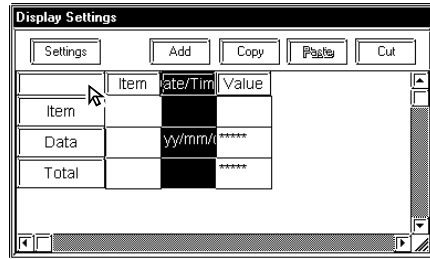 Display Settings
Settings Add Copy Paste Cut
Item ate/Tim Value
Item
Data yy/mm/ *****
Total *****